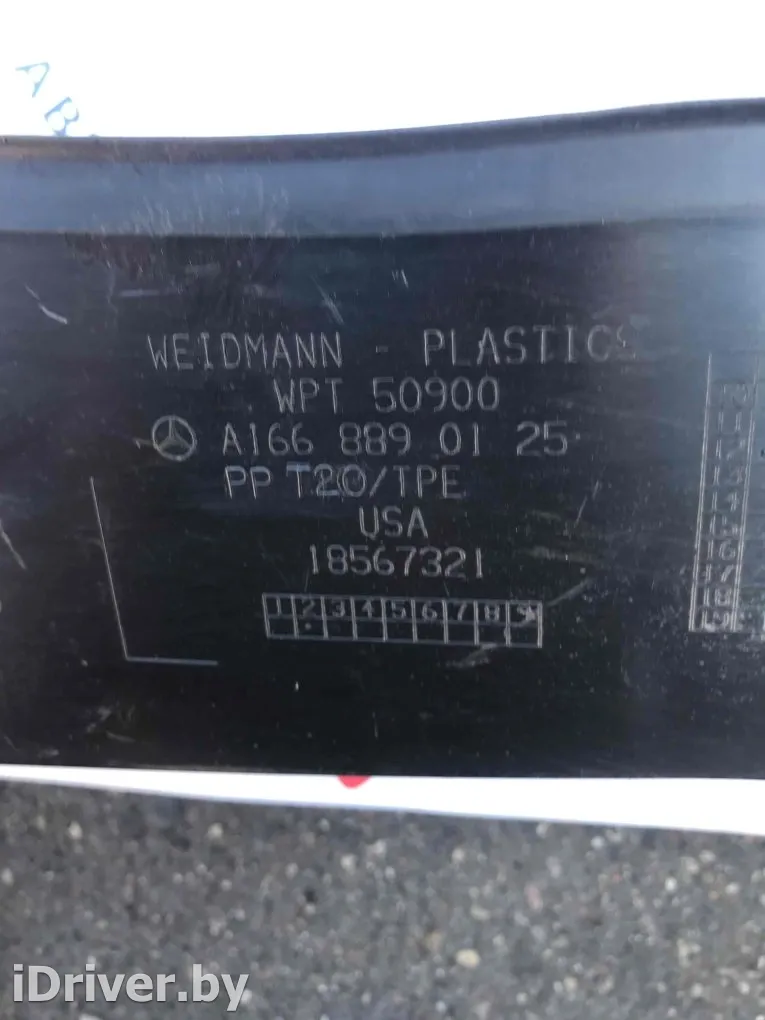 AB
WEIDMANN - PLASTICS
WPT 50900
A166 889 01 25
PP T20/TPE
USA
18567321
1 2 3 4 5 6 7 8 9
iDriver.by